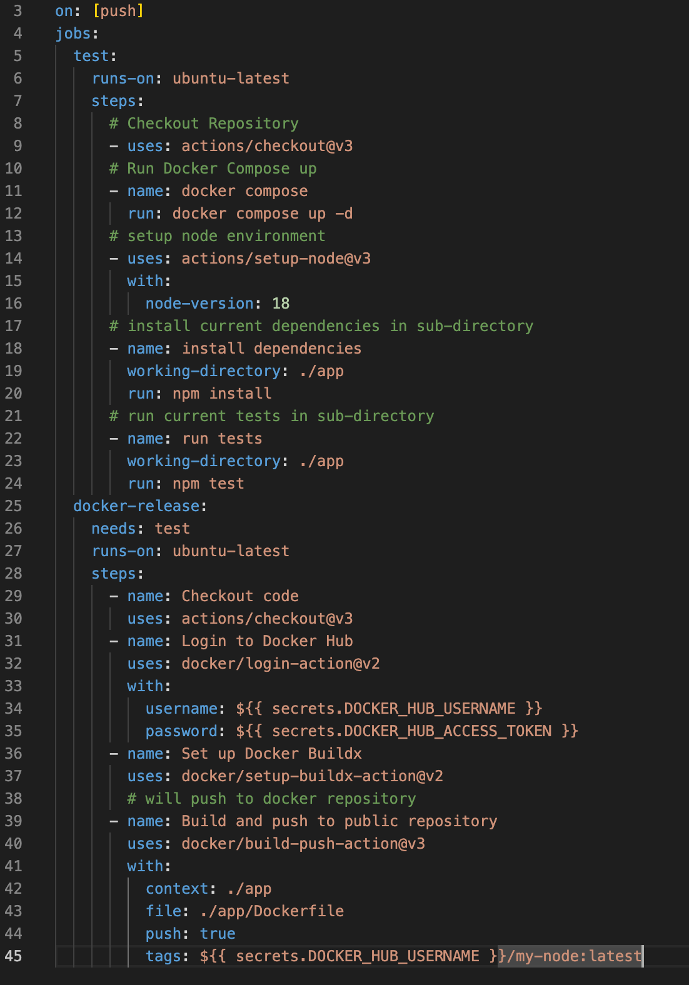 3 on: [push]
4 jobs:
5 test:
6 runs-on: ubuntu-latest
7 steps:
8 # Checkout Repository
9 - uses: actions/checkout@v3
10 # Run Docker Compose up
11 - name: docker compose
12 run: docker compose up -d
13 # setup node environment
14 - uses: actions/setup-node@v3
15 with:
16 node-version: 18
17 # install current dependencies in sub-directory
18 - name: install dependencies
19 working-directory: ./app
20 run: npm install
21 # run current tests in sub-directory
22 - name: run tests
23 working-directory: ./app
24 run: npm test
25 docker-release:
26 needs: test
27 runs-on: ubuntu-latest
28 steps:
29 - name: Checkout code
30 uses: actions/checkout@v3
31 - name: Login to Docker Hub
32 uses: docker/login-action@v2
33 with:
34 username: ${{ secrets.DOCKER_HUB_USERNAME }}
35 password: ${{ secrets.DOCKER_HUB_ACCESS_TOKEN }}
36 - name: Set up Docker Buildx
37 uses: docker/setup-buildx-action@v2
38 # will push to docker repository
39 - name: Build and push to public repository
40 uses: docker/build-push-action@v3
41 with:
42 context: ./app
43 file: ./app/Dockerfile
44 push: true
45 tags: ${{ secrets.DOCKER_HUB_USERNAME }}/my-node:latest